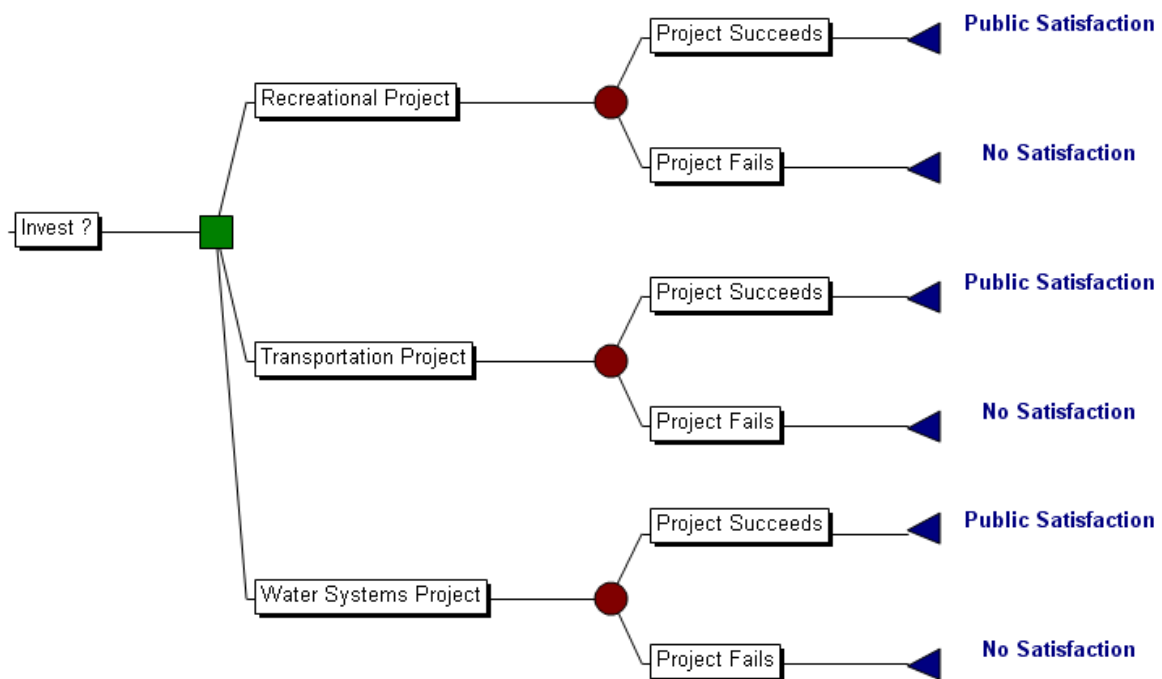 Public Satisfaction
Project Succeeds
Recreational Project
No Satisfaction
Project Fails
Invest ?
Public Satisfaction
Project Succeeds
Transportation Project
No Satisfaction
Project Fails
Public Satisfaction
Project Succeeds
Water Systems Project
No Satisfaction
Project Fails